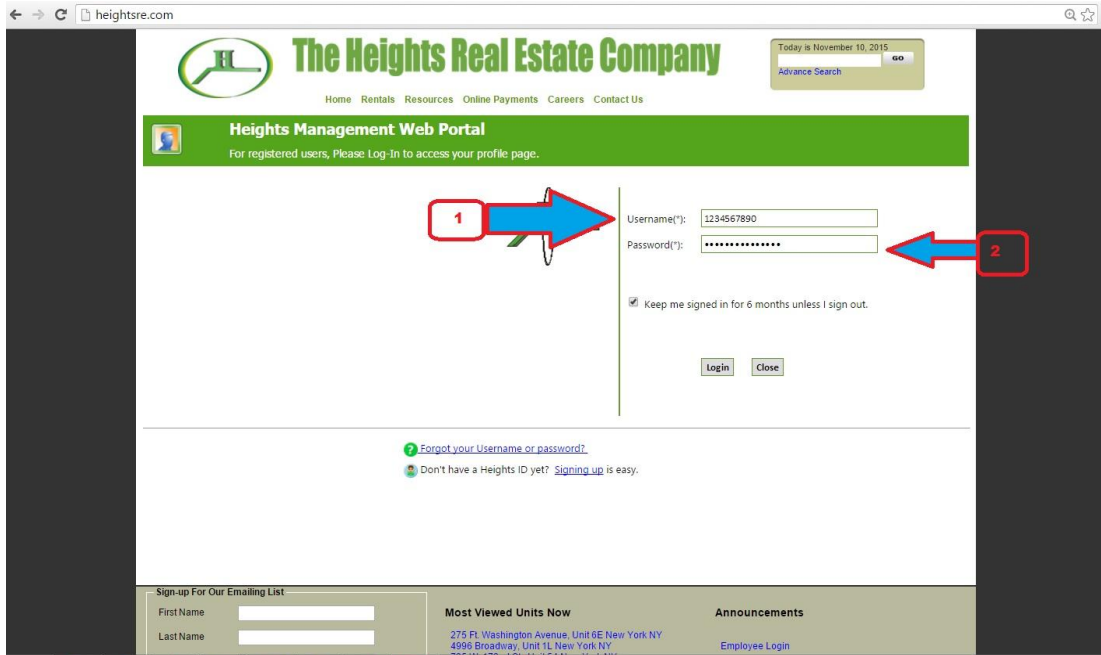 heightsre.com
The Heights Real Estate Company
Today is November 10, 2015
GO
Advance Search
Home Rentals Resources Online Payments Careers Contact Us
Heights Management Web Portal
For registered users, Please Log-In to access your profile page.
1
Username(*): 1234567890
Password(*): •••••••••••••••
2
Keep me signed in for 6 months unless I sign out.
Login Close
Forgot your Username or password?
Don't have a Heights ID yet? Signing up is easy.
Sign-up For Our Emailing List
First Name
Last Name
Most Viewed Units Now
275 Ft. Washington Avenue, Unit 6E New York NY
4996 Broadway, Unit 1L New York NY
Announcements
Employee Login